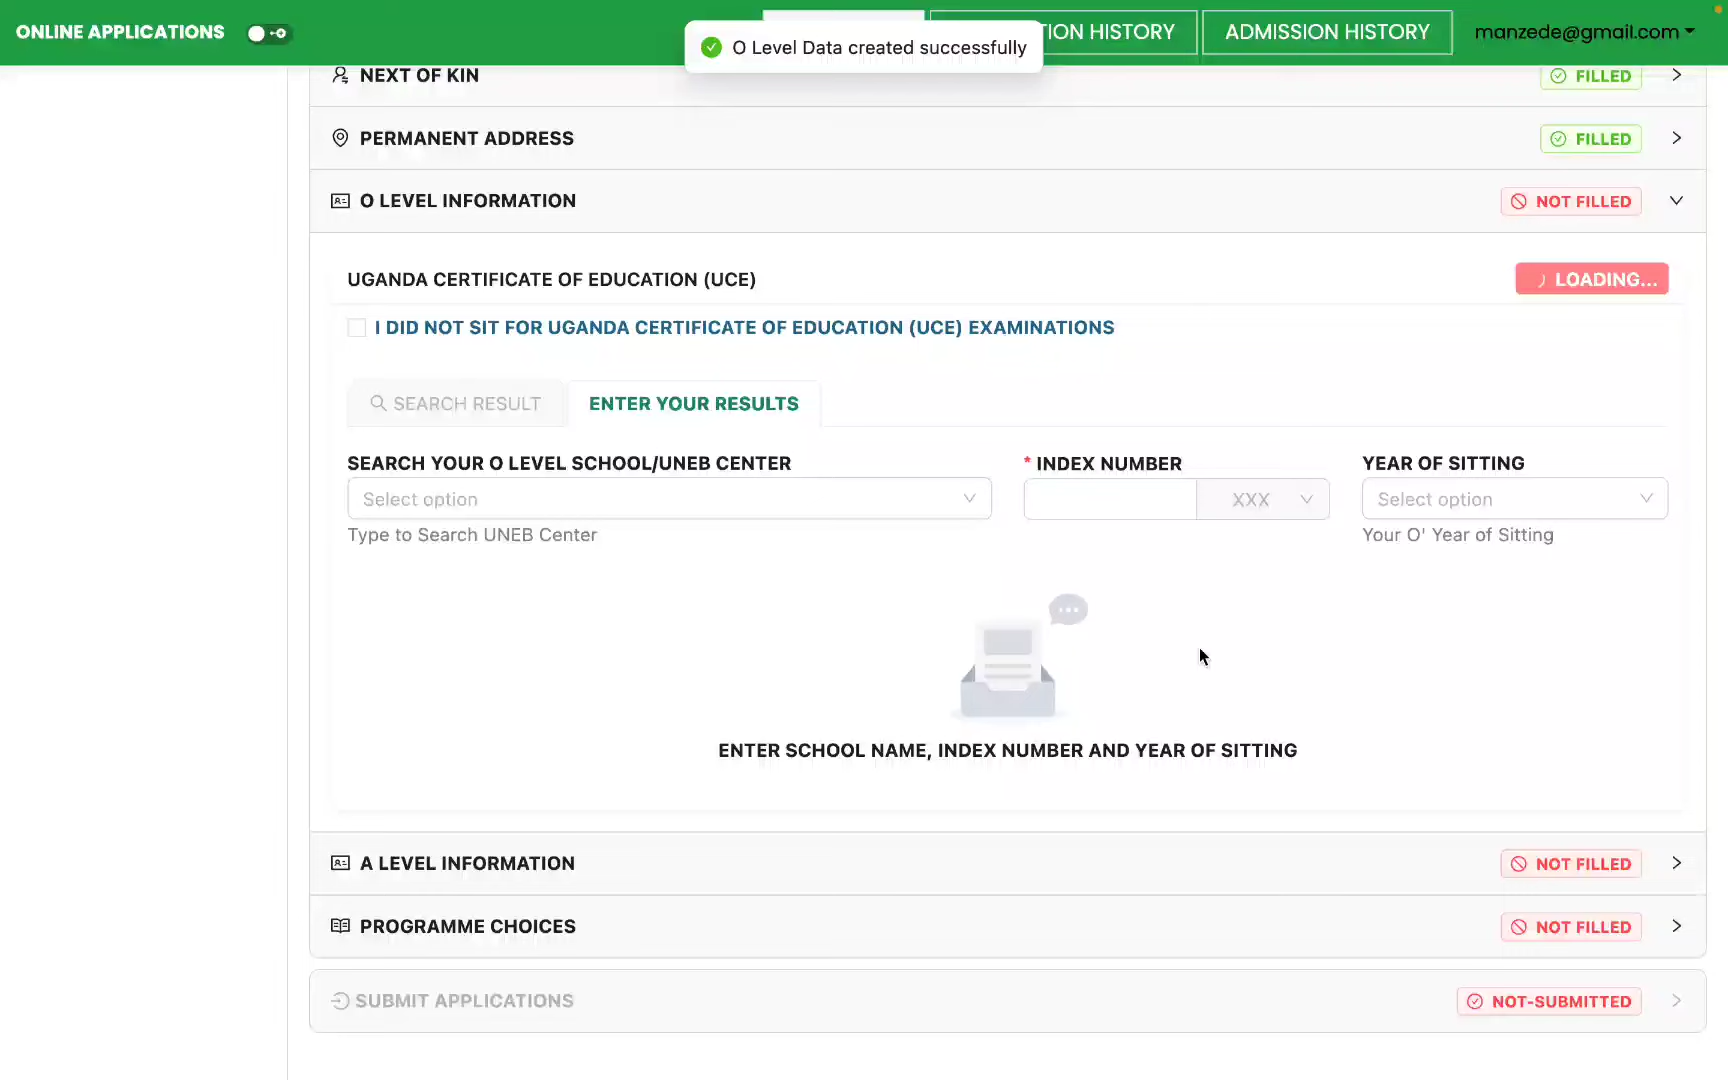 ONLINE APPLICATIONS
O Level Data created successfully
TION HISTORY
ADMISSION HISTORY
manzede@gmail.com
NEXT OF KIN
FILLED
PERMANENT ADDRESS
FILLED
O LEVEL INFORMATION
NOT FILLED
UGANDA CERTIFICATE OF EDUCATION (UCE)
LOADING...
I DID NOT SIT FOR UGANDA CERTIFICATE OF EDUCATION (UCE) EXAMINATIONS
SEARCH RESULT
ENTER YOUR RESULTS
SEARCH YOUR O LEVEL SCHOOL/UNEB CENTER
* INDEX NUMBER
YEAR OF SITTING
Select option
XXX
Select option
Type to Search UNEB Center
Your O' Year of Sitting
ENTER SCHOOL NAME, INDEX NUMBER AND YEAR OF SITTING
A LEVEL INFORMATION
NOT FILLED
PROGRAMME CHOICES
NOT FILLED
SUBMIT APPLICATIONS
NOT-SUBMITTED